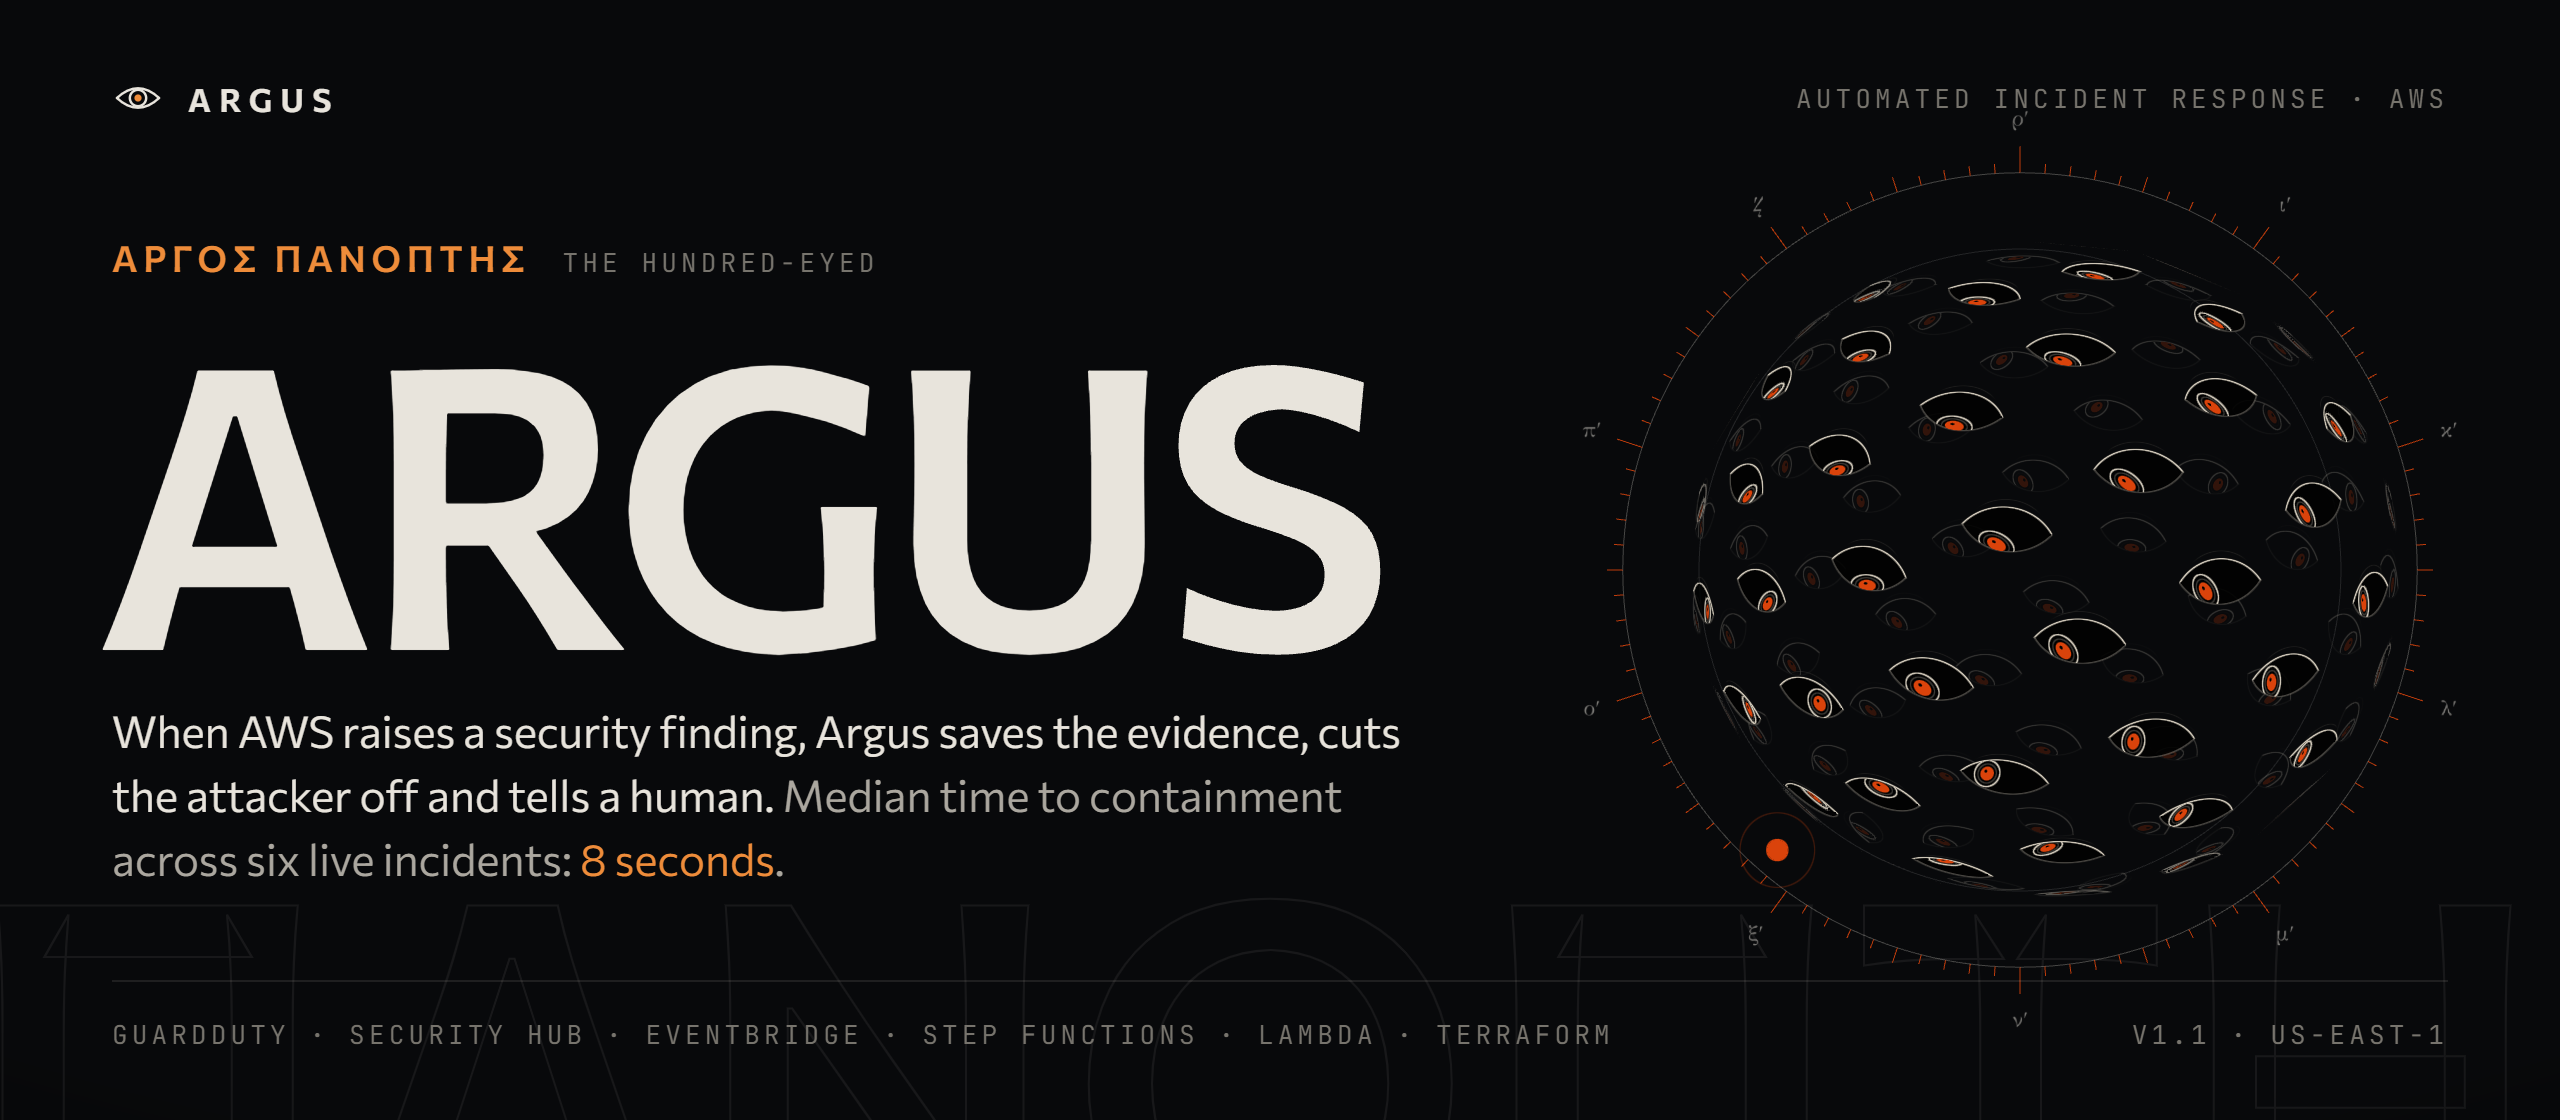 ARGUS
AUTOMATED INCIDENT RESPONSE · AWS
ΑΡΓΟΣ ΠΑΝΟΠΤΗΣ THE HUNDRED-EYED
ARGUS
When AWS raises a security finding, Argus saves the evidence, cuts
the attacker off and tells a human. Median time to containment
across six live incidents: 8 seconds.
ρ′
ι′
κ′
λ′
μ′
ν′
ξ′
ο′
π′
GUARDDUTY · SECURITY HUB · EVENTBRIDGE · STEP FUNCTIONS · LAMBDA · TERRAFORM
V1.1 · US-EAST-1